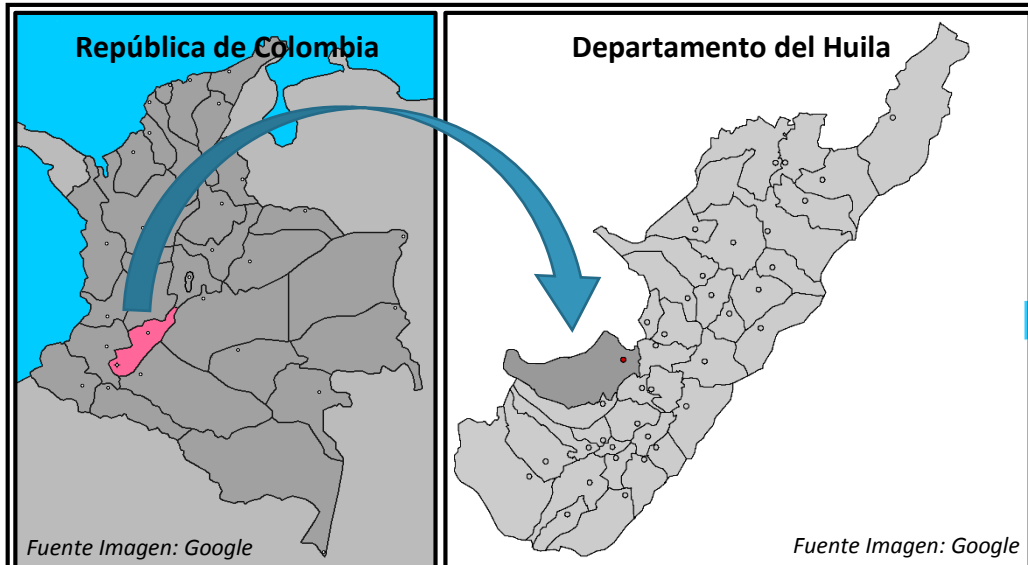 República de Colombia
Departamento del Huila
Fuente Imagen: Google
Fuente Imagen: Google